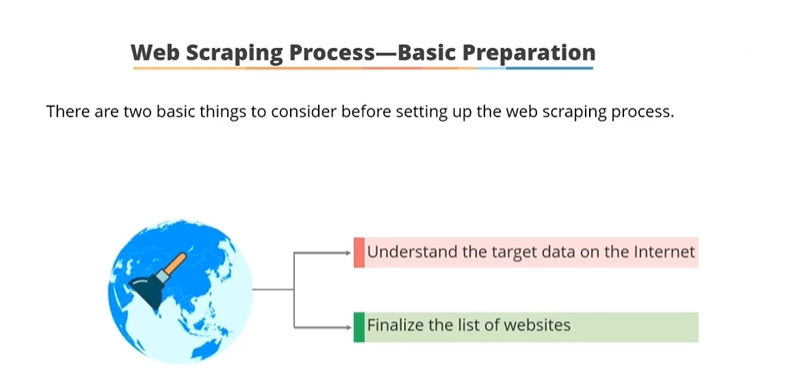 Web Scraping Process—Basic Preparation
There are two basic things to consider before setting up the web scraping process.
Understand the target data on the Internet
Finalize the list of websites